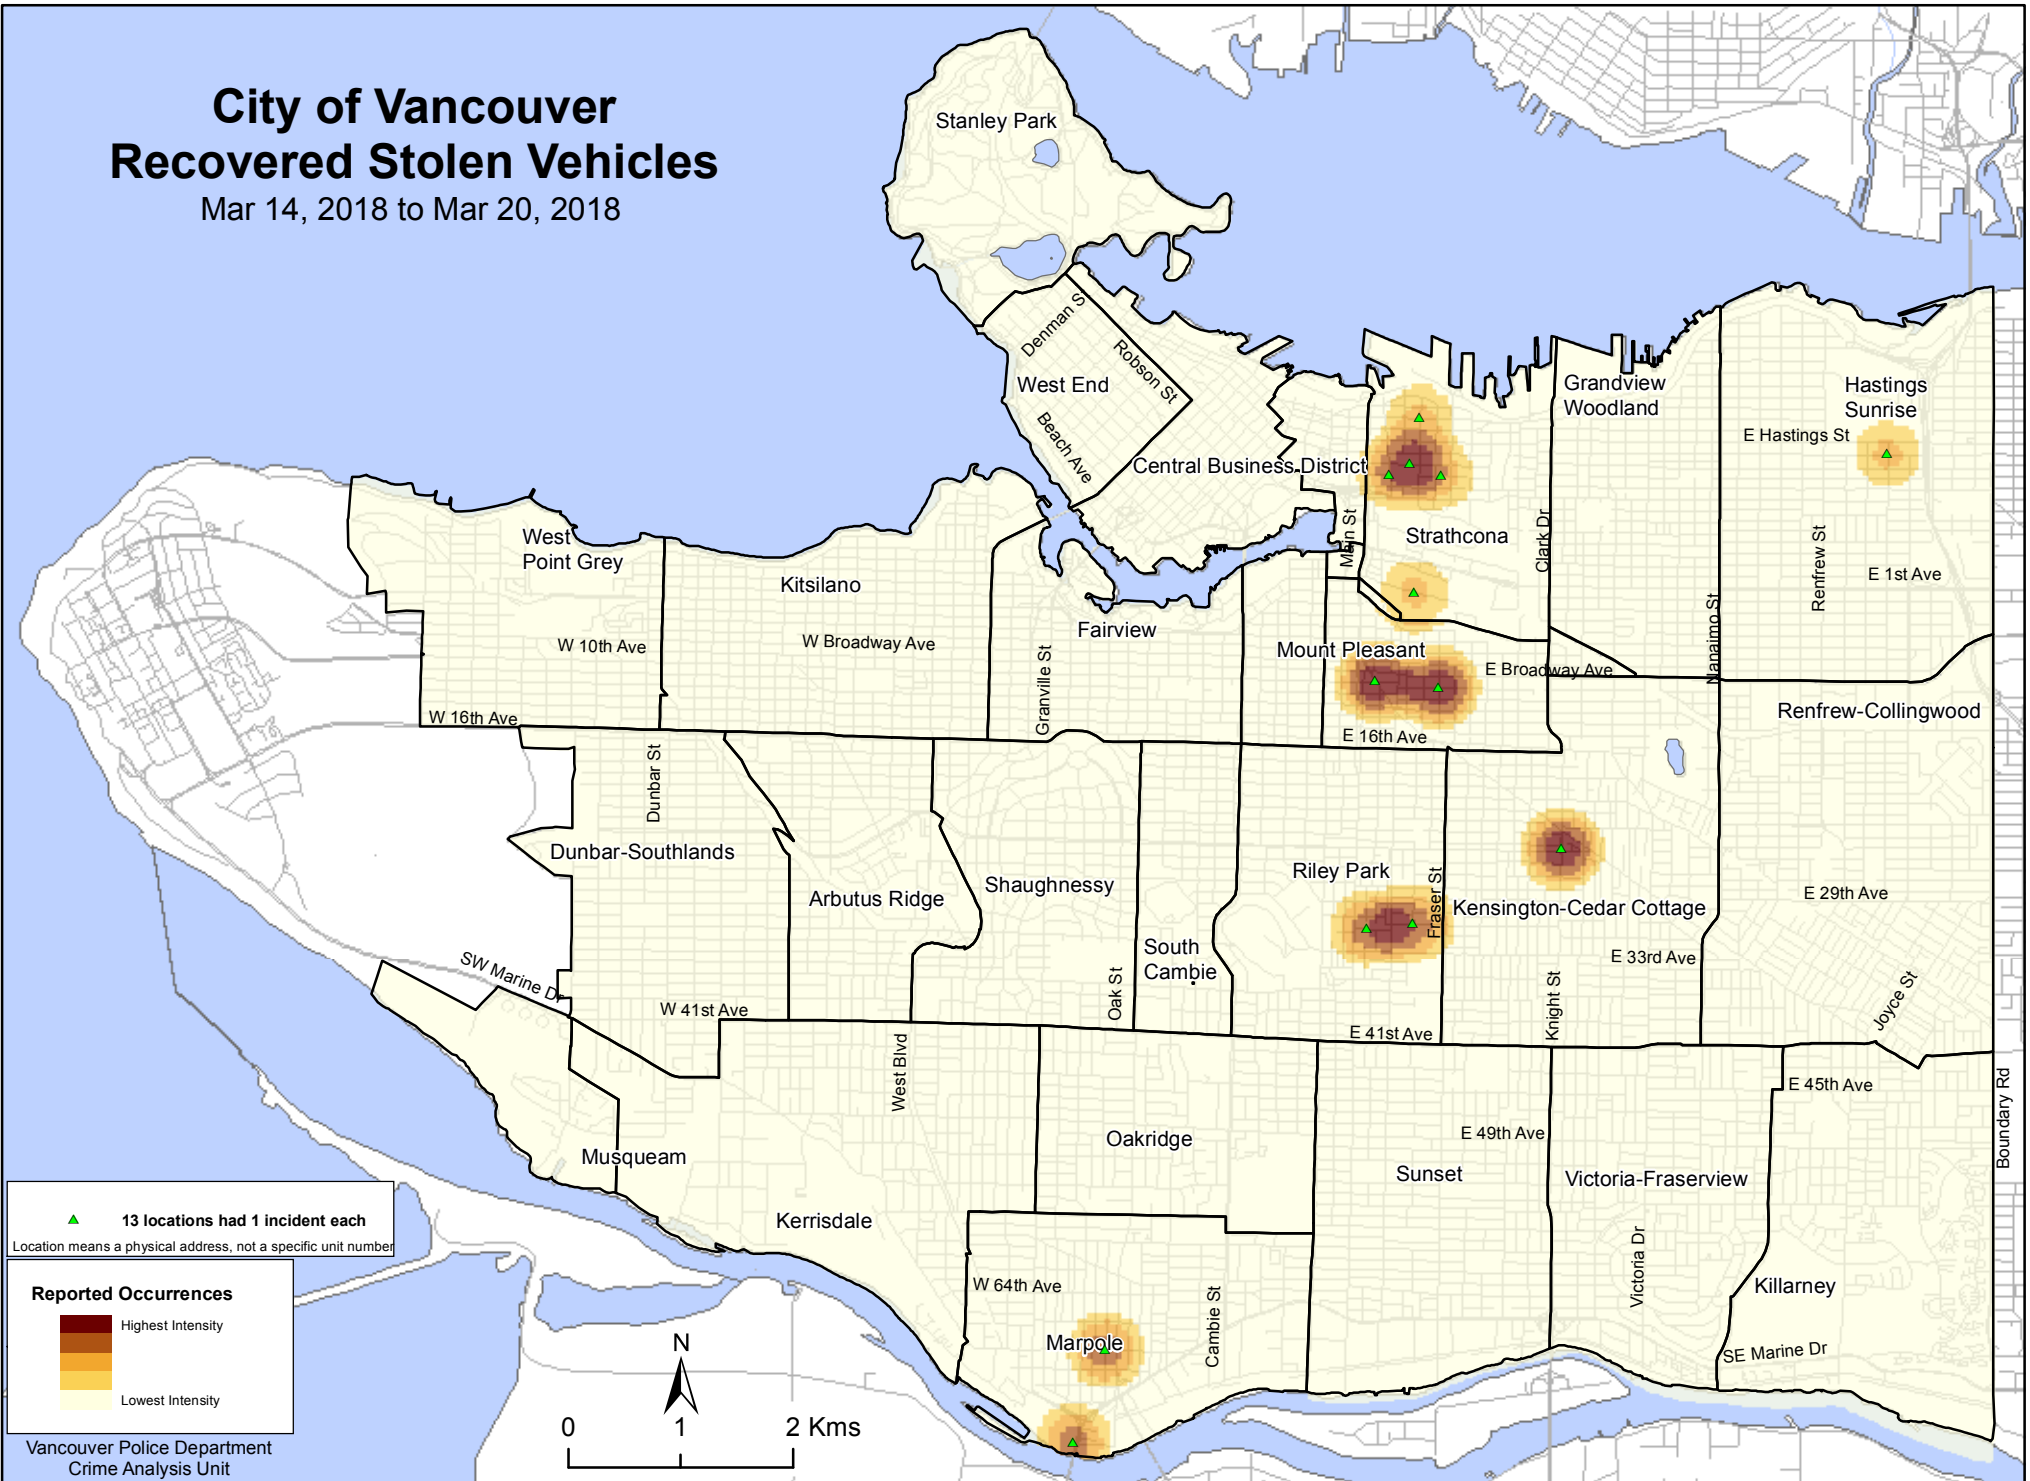 City of Vancouver
Recovered Stolen Vehicles
Mar 14, 2018 to Mar 20, 2018
Stanley Park
Denman S
Robson St
West End
Beach Ave
Central Business District
Main St
Strathcona
Clark Dr
Grandview
Woodland
Hastings
Sunrise
E Hastings St
Renfrew St
E 1st Ave
Nanaimo St
West
Point Grey
Kitsilano
Fairview
W 10th Ave
W Broadway Ave
Granville St
Mount Pleasant
E Broadway Ave
W 16th Ave
E 16th Ave
Renfrew-Collingwood
Dunbar St
Dunbar-Southlands
Arbutus Ridge
Shaughnessy
Riley Park
Fraser St
Kensington-Cedar Cottage
E 29th Ave
South
Cambie
E 33rd Ave
SW Marine Dr
W 41st Ave
Oak St
E 41st Ave
Knight St
Joyce St
West Blvd
E 45th Ave
Boundary Rd
Oakridge
E 49th Ave
Musqueam
Sunset
Victoria-Fraserview
Kerrisdale
Victoria Dr
W 64th Ave
Cambie St
Killarney
Marpole
SE Marine Dr
13 locations had 1 incident each
Location means a physical address, not a specific unit number
Reported Occurrences
Highest Intensity
Lowest Intensity
N
0 1 2 Kms
Vancouver Police Department
Crime Analysis Unit